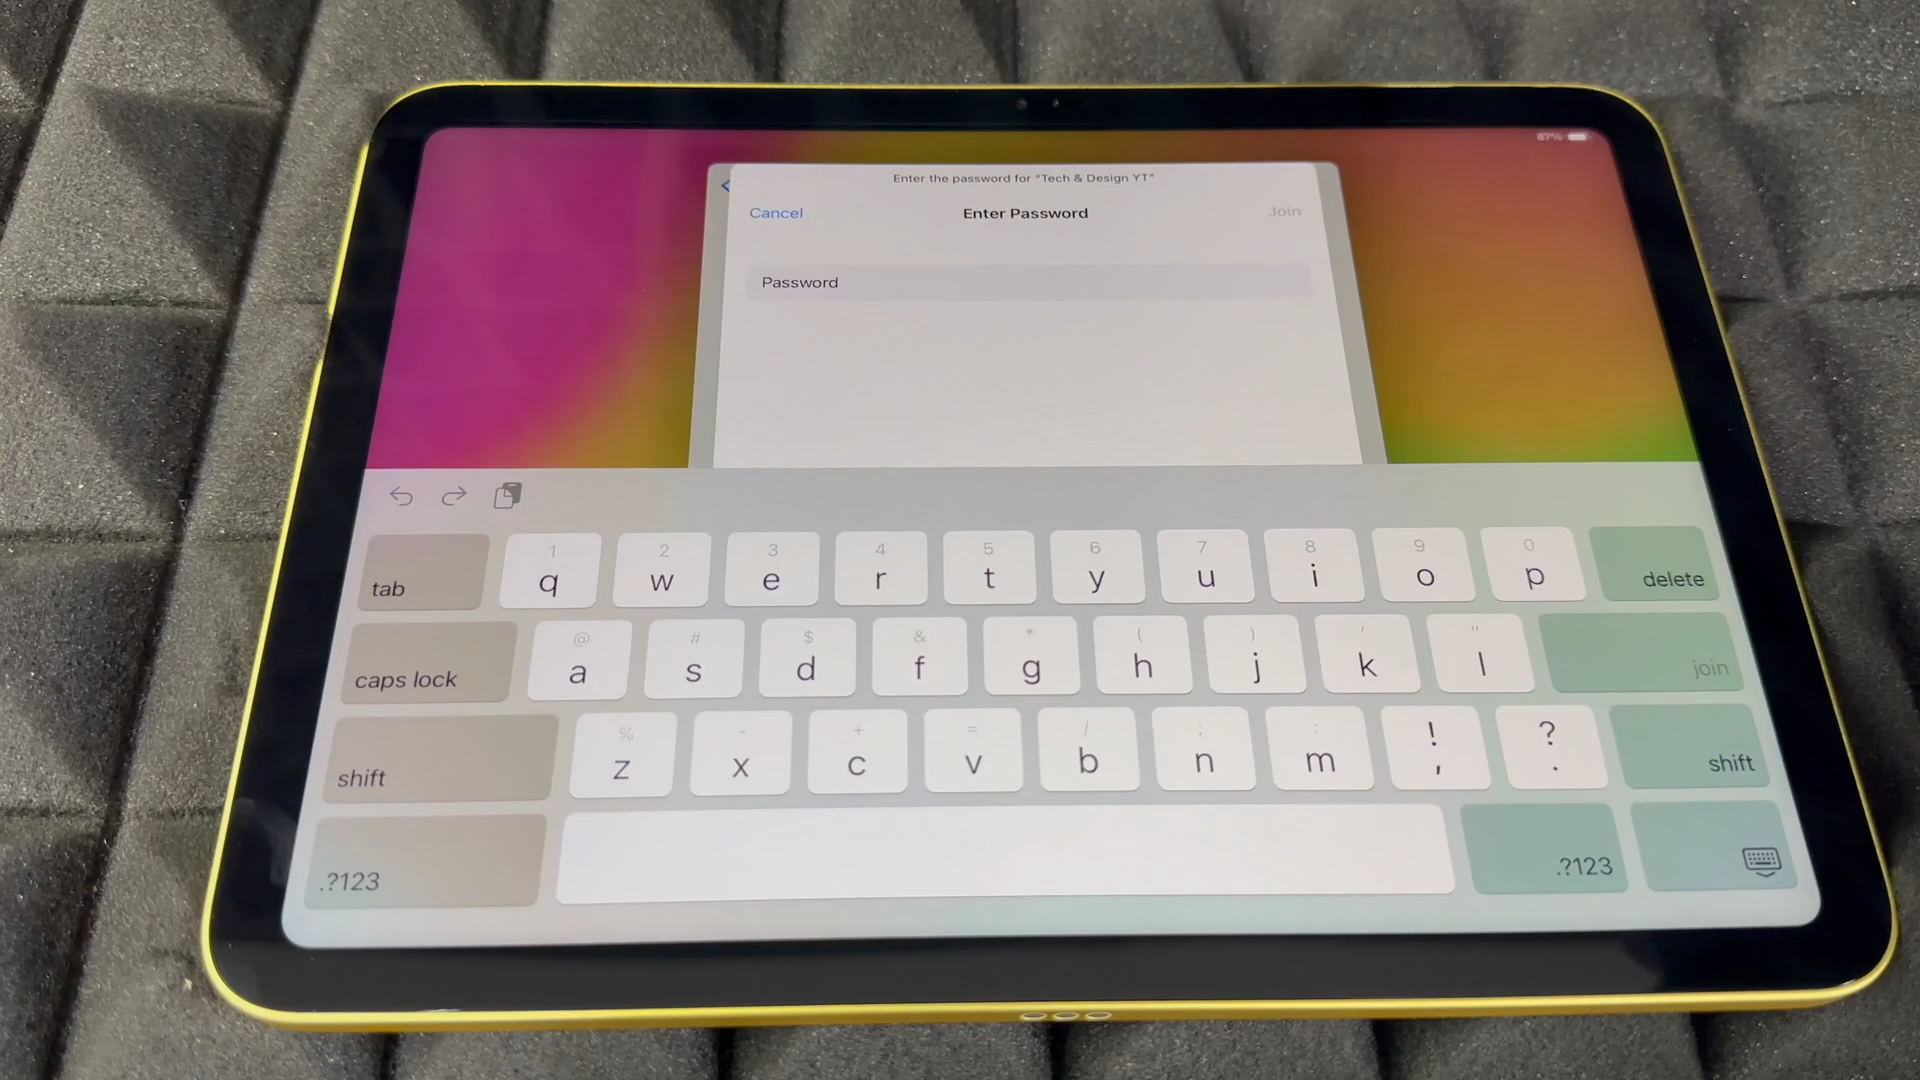 87%
Enter the password for "Tech & Design YT"
Cancel Enter Password Join
Password
1 2 3 4 5 6 7 8 9 0
tab q w e r t y u i o p delete
@ # $ & * ( ) ' "
caps lock a s d f g h j k l join
% - + = / ; : ! ?
shift z x c v b n m , . shift
.?123 .?123